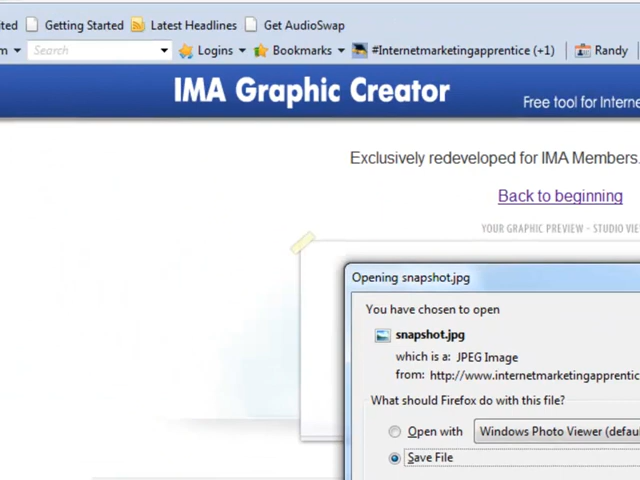 ited Getting Started Latest Headlines Get AudioSwap
m Search Logins Bookmarks #Internetmarketingapprentice (+1) Randy
IMA Graphic Creator
Free tool for Interne
Exclusively redeveloped for IMA Members.
Back to beginning
YOUR GRAPHIC PREVIEW - STUDIO VIE
Opening snapshot.jpg
You have chosen to open
snapshot.jpg
which is a: JPEG Image
from: http://www.internetmarketingapprentic
What should Firefox do with this file?
Open with Windows Photo Viewer (defau
Save File